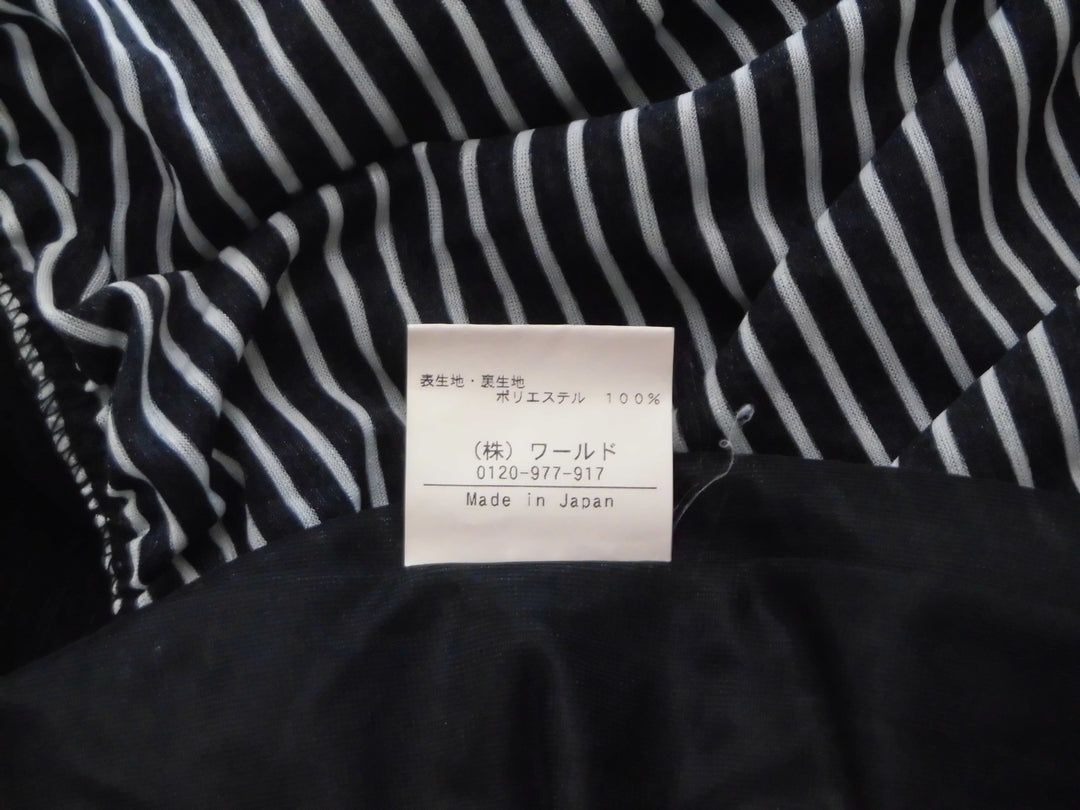 表生地・裏生地
ポリエステル　１００％
（株）ワールド
0120-977-917
Made in Japan